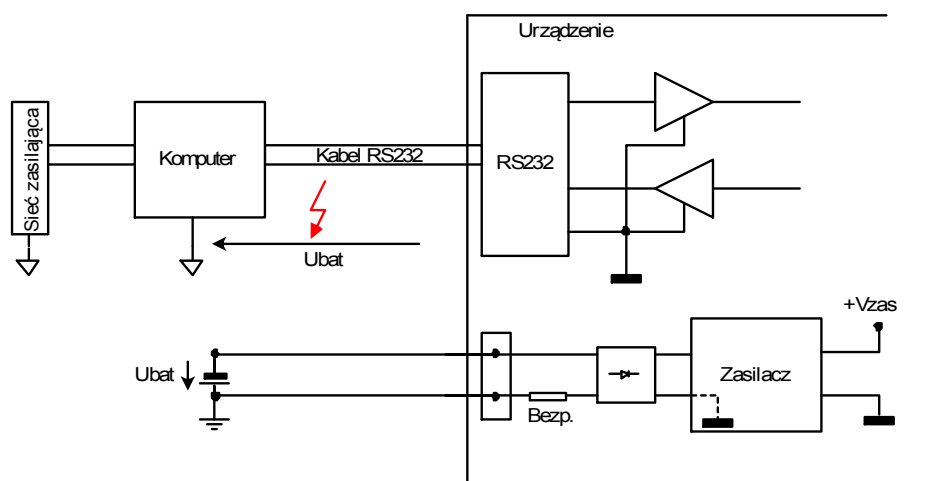 Urządzenie
Sieć zasilająca
Komputer
Kabel RS232
RS232
Ubat
+Vzas
Ubat
Zasilacz
Bezp.